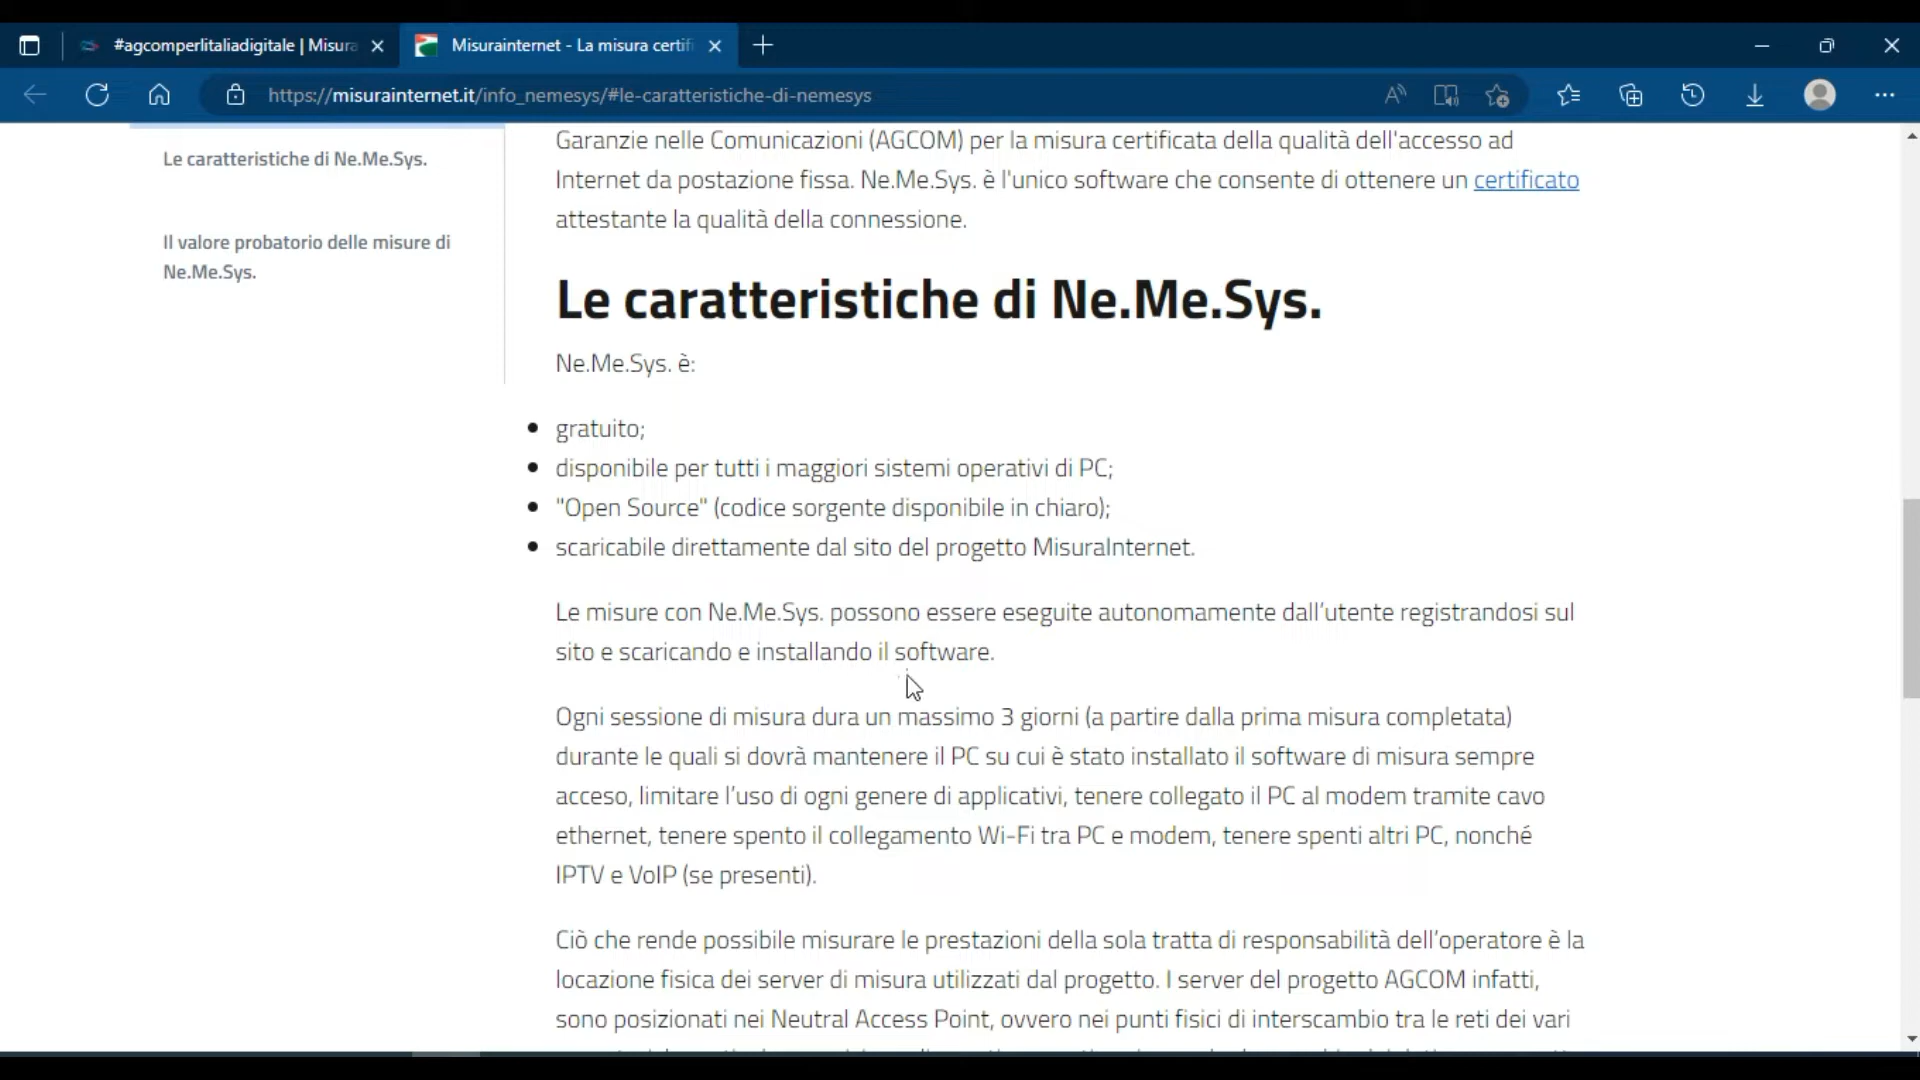 #agcomperlitaliadigitale | Misura
Misurainternet - La misura certifi
https://misurainternet.it/info_nemesys/#le-caratteristiche-di-nemesys
Le caratteristiche di Ne.Me.Sys.
Il valore probatorio delle misure di
Ne.Me.Sys.
Garanzie nelle Comunicazioni (AGCOM) per la misura certificata della qualità dell'accesso ad
Internet da postazione fissa. Ne.Me.Sys. è l'unico software che consente di ottenere un certificato
attestante la qualità della connessione.
Le caratteristiche di Ne.Me.Sys.
Ne.Me.Sys. è:
gratuito;
disponibile per tutti i maggiori sistemi operativi di PC;
"Open Source" (codice sorgente disponibile in chiaro);
scaricabile direttamente dal sito del progetto MisuraInternet.
Le misure con Ne.Me.Sys. possono essere eseguite autonomamente dall’utente registrandosi sul
sito e scaricando e installando il software.
Ogni sessione di misura dura un massimo 3 giorni (a partire dalla prima misura completata)
durante le quali si dovrà mantenere il PC su cui è stato installato il software di misura sempre
acceso, limitare l’uso di ogni genere di applicativi, tenere collegato il PC al modem tramite cavo
ethernet, tenere spento il collegamento Wi-Fi tra PC e modem, tenere spenti altri PC, nonché
IPTV e VoIP (se presenti).
Ciò che rende possibile misurare le prestazioni della sola tratta di responsabilità dell’operatore è la
locazione fisica dei server di misura utilizzati dal progetto. I server del progetto AGCOM infatti,
sono posizionati nei Neutral Access Point, ovvero nei punti fisici di interscambio tra le reti dei vari